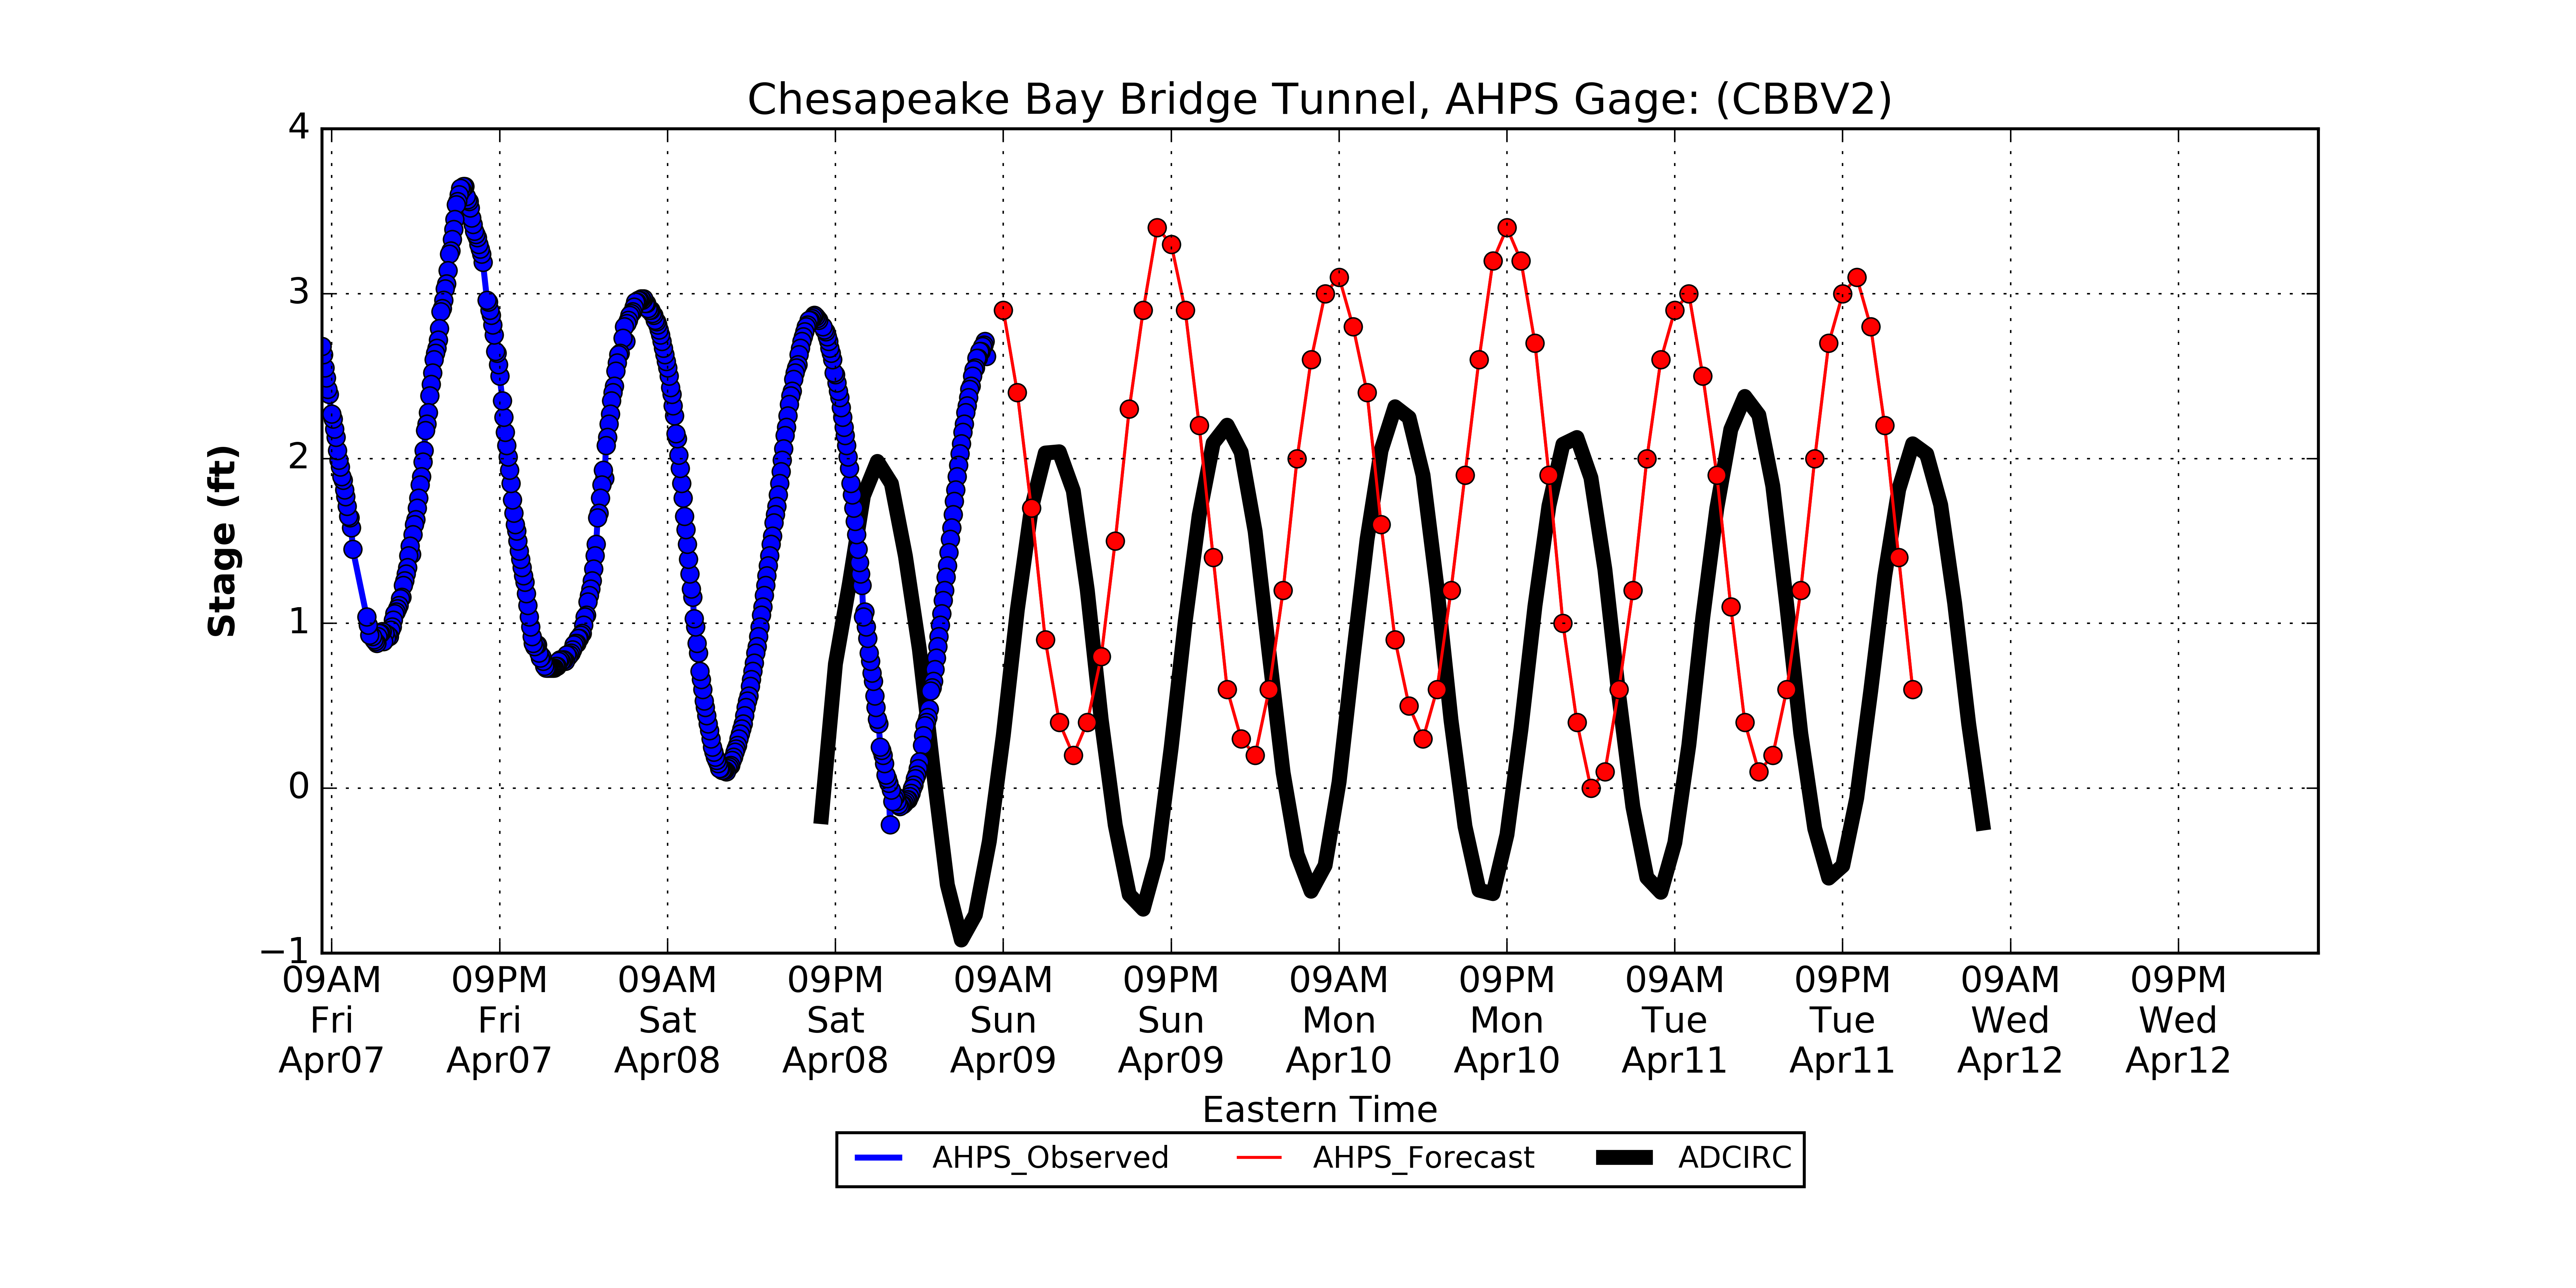 Chesapeake Bay Bridge Tunnel, AHPS Gage: (CBBV2)
4
3
2
1
0
−1
Stage (ft)
09AM 09PM 09AM 09PM 09AM 09PM 09AM 09PM 09AM 09PM 09AM 09PM
Fri Fri Sat Sat Sun Sun Mon Mon Tue Tue Wed Wed
Apr07 Apr07 Apr08 Apr08 Apr09 Apr09 Apr10 Apr10 Apr11 Apr11 Apr12 Apr12
Eastern Time
AHPS_Observed AHPS_Forecast ADCIRC